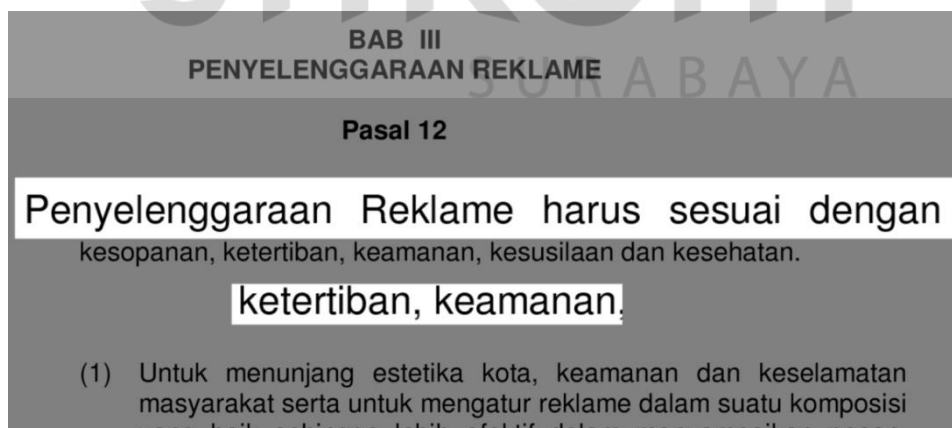 SURABAYA
BAB III
PENYELENGGARAAN REKLAME
Pasal 12
Penyelenggaraan Reklame harus sesuai dengan
kesopanan, ketertiban, keamanan, kesusilaan dan kesehatan.
ketertiban, keamanan,
(1) Untuk menunjang estetika kota, keamanan dan keselamatan
masyarakat serta untuk mengatur reklame dalam suatu komposisi